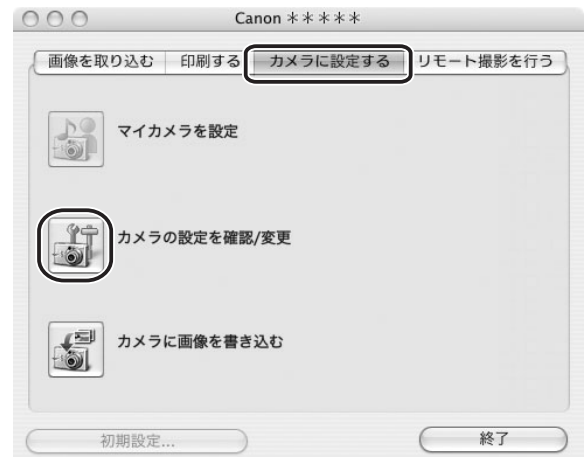 Canon ＊＊＊＊＊
画像を取り込む 印刷する カメラに設定する リモート撮影を行う
マイカメラを設定
カメラの設定を確認/変更
カメラに画像を書き込む
初期設定... 終了